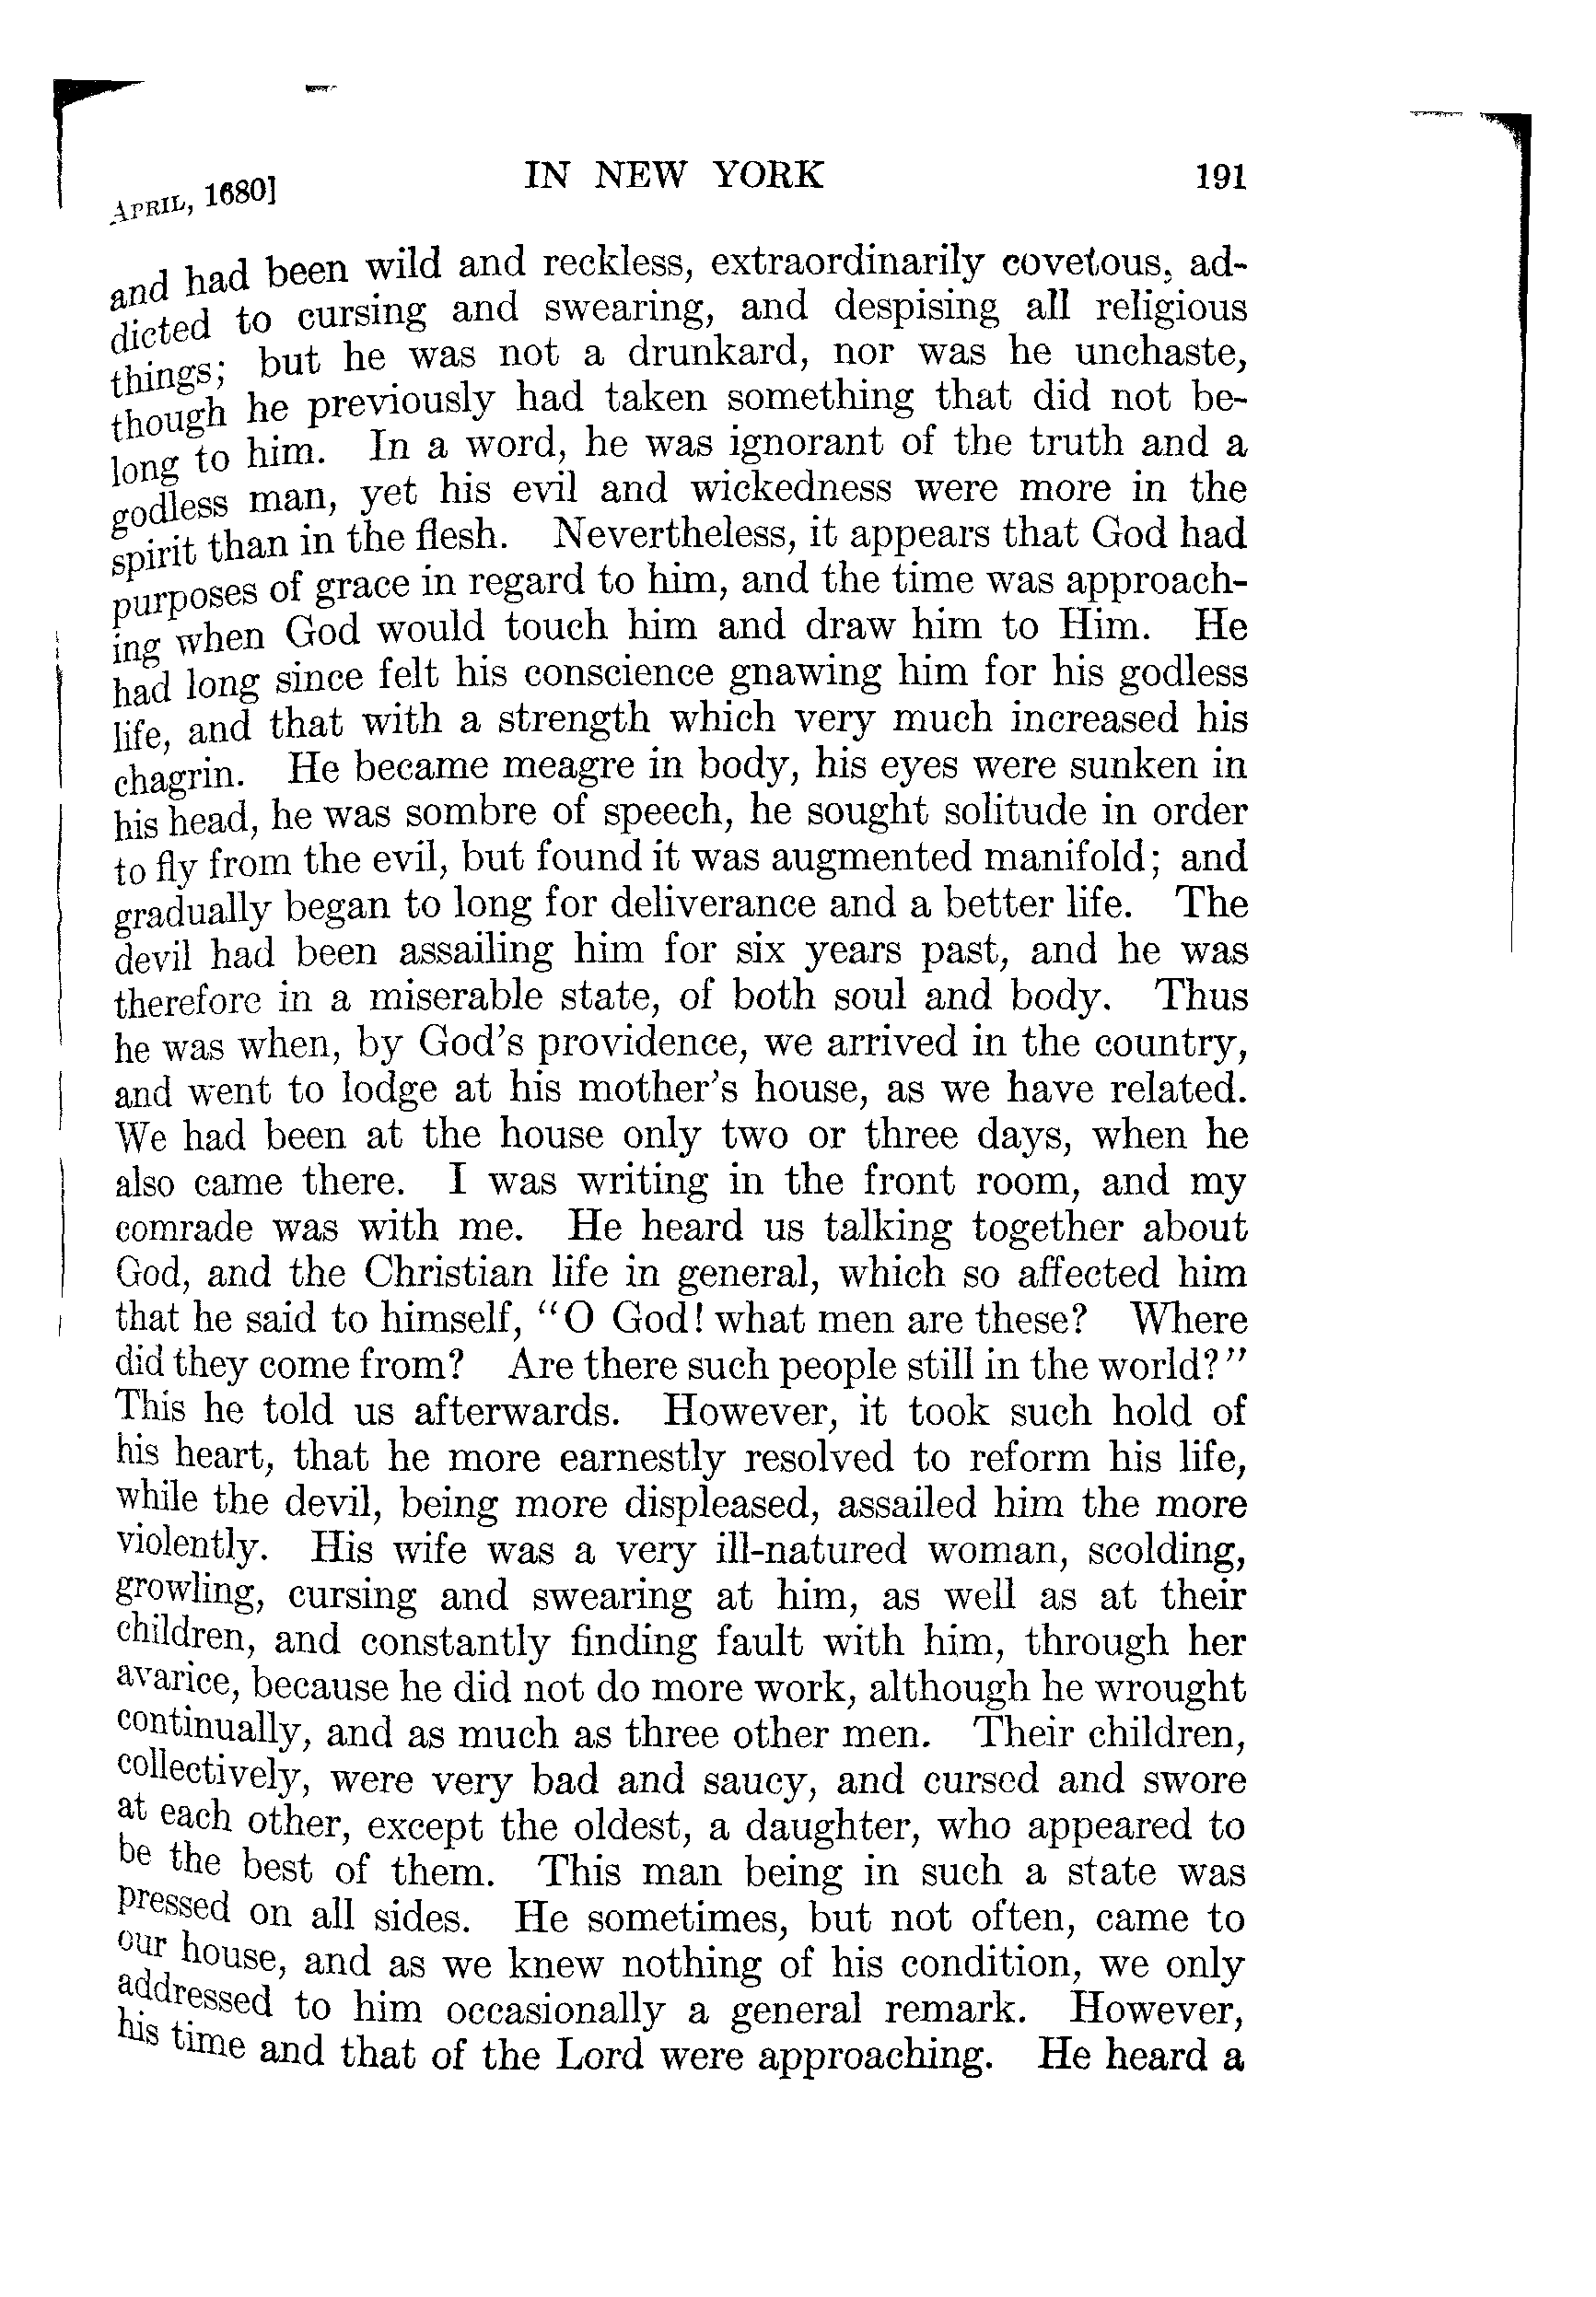 APRIL, 1680] IN NEW YORK 191
and had been wild and reckless, extraordinarily covetous, ad-
dicted to cursing and swearing, and despising all religious
things; but he was not a drunkard, nor was he unchaste,
though he previously had taken something that did not be-
long to him. In a word, he was ignorant of the truth and a
godless man, yet his evil and wickedness were more in the
spirit than in the flesh. Nevertheless, it appears that God had
purposes of grace in regard to him, and the time was approach-
ing when God would touch him and draw him to Him. He
had long since felt his conscience gnawing him for his godless
life, and that with a strength which very much increased his
chagrin. He became meagre in body, his eyes were sunken in
his head, he was sombre of speech, he sought solitude in order
to fly from the evil, but found it was augmented manifold; and
gradually began to long for deliverance and a better life. The
devil had been assailing him for six years past, and he was
therefore in a miserable state, of both soul and body. Thus
he was when, by God's providence, we arrived in the country,
and went to lodge at his mother's house, as we have related.
We had been at the house only two or three days, when he
also came there. I was writing in the front room, and my
comrade was with me. He heard us talking together about
God, and the Christian life in general, which so affected him
that he said to himself, "O God! what men are these? Where
did they come from? Are there such people still in the world?"
This he told us afterwards. However, it took such hold of
his heart, that he more earnestly resolved to reform his life,
while the devil, being more displeased, assailed him the more
violently. His wife was a very ill-natured woman, scolding,
growling, cursing and swearing at him, as well as at their
children, and constantly finding fault with him, through her
avarice, because he did not do more work, although he wrought
continually, and as much as three other men. Their children,
collectively, were very bad and saucy, and cursed and swore
at each other, except the oldest, a daughter, who appeared to
be the best of them. This man being in such a state was
pressed on all sides. He sometimes, but not often, came to
our house, and as we knew nothing of his condition, we only
addressed to him occasionally a general remark. However,
his time and that of the Lord were approaching. He heard a